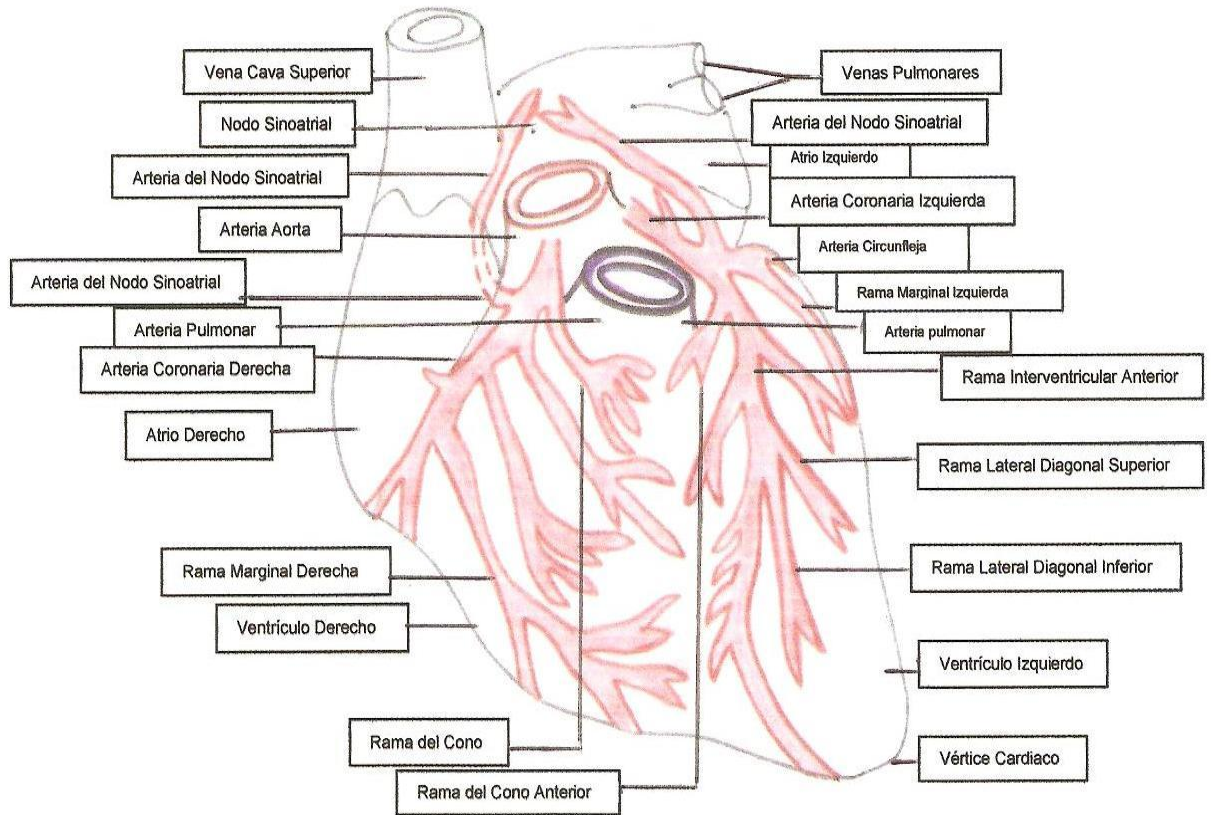 Vena Cava Superior
Nodo Sinoatrial
Arteria del Nodo Sinoatrial
Arteria Aorta
Arteria del Nodo Sinoatrial
Arteria Pulmonar
Arteria Coronaria Derecha
Atrio Derecho
Rama Marginal Derecha
Ventrículo Derecho
Rama del Cono
Rama del Cono Anterior
Venas Pulmonares
Arteria del Nodo Sinoatrial
Atrio Izquierdo
Arteria Coronaria Izquierda
Arteria Circunfleja
Rama Marginal Izquierda
Arteria pulmonar
Rama Interventricular Anterior
Rama Lateral Diagonal Superior
Rama Lateral Diagonal Inferior
Ventrículo Izquierdo
Vértice Cardiaco